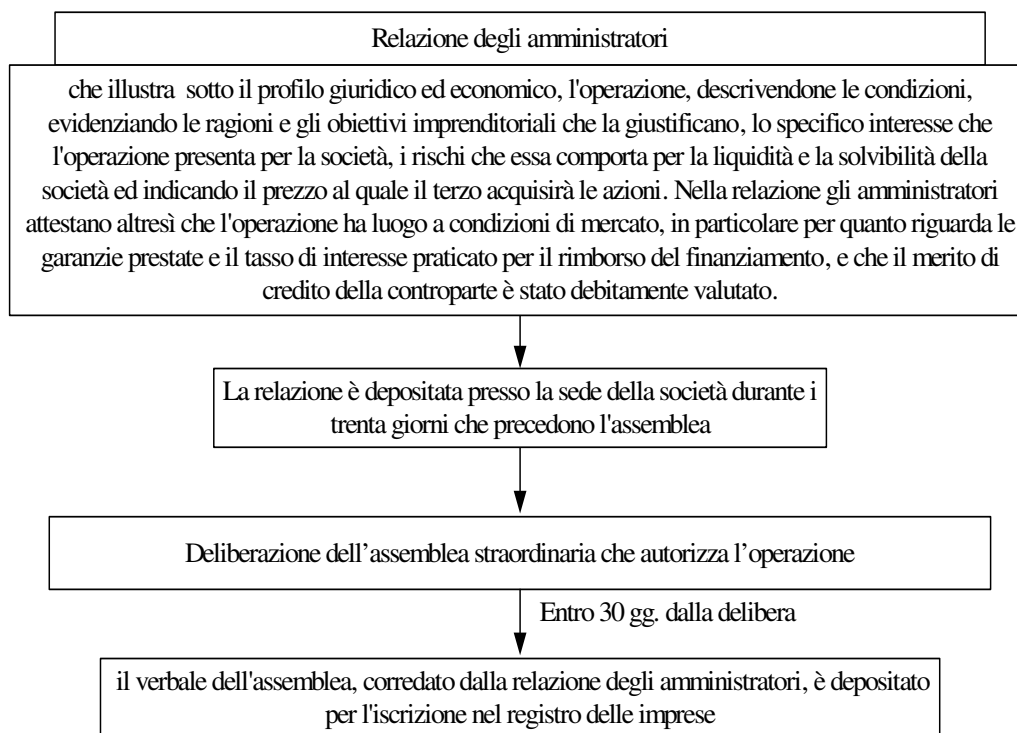 Relazione degli amministratori
che illustra sotto il profilo giuridico ed economico, l'operazione, descrivendone le condizioni,
evidenziando le ragioni e gli obiettivi imprenditoriali che la giustificano, lo specifico interesse che
l'operazione presenta per la società, i rischi che essa comporta per la liquidità e la solvibilità della
società ed indicando il prezzo al quale il terzo acquisirà le azioni. Nella relazione gli amministratori
attestano altresì che l'operazione ha luogo a condizioni di mercato, in particolare per quanto riguarda le
garanzie prestate e il tasso di interesse praticato per il rimborso del finanziamento, e che il merito di
credito della controparte è stato debitamente valutato.
La relazione è depositata presso la sede della società durante i
trenta giorni che precedono l'assemblea
Deliberazione dell’assemblea straordinaria che autorizza l’operazione
Entro 30 gg. dalla delibera
il verbale dell'assemblea, corredato dalla relazione degli amministratori, è depositato
per l'iscrizione nel registro delle imprese